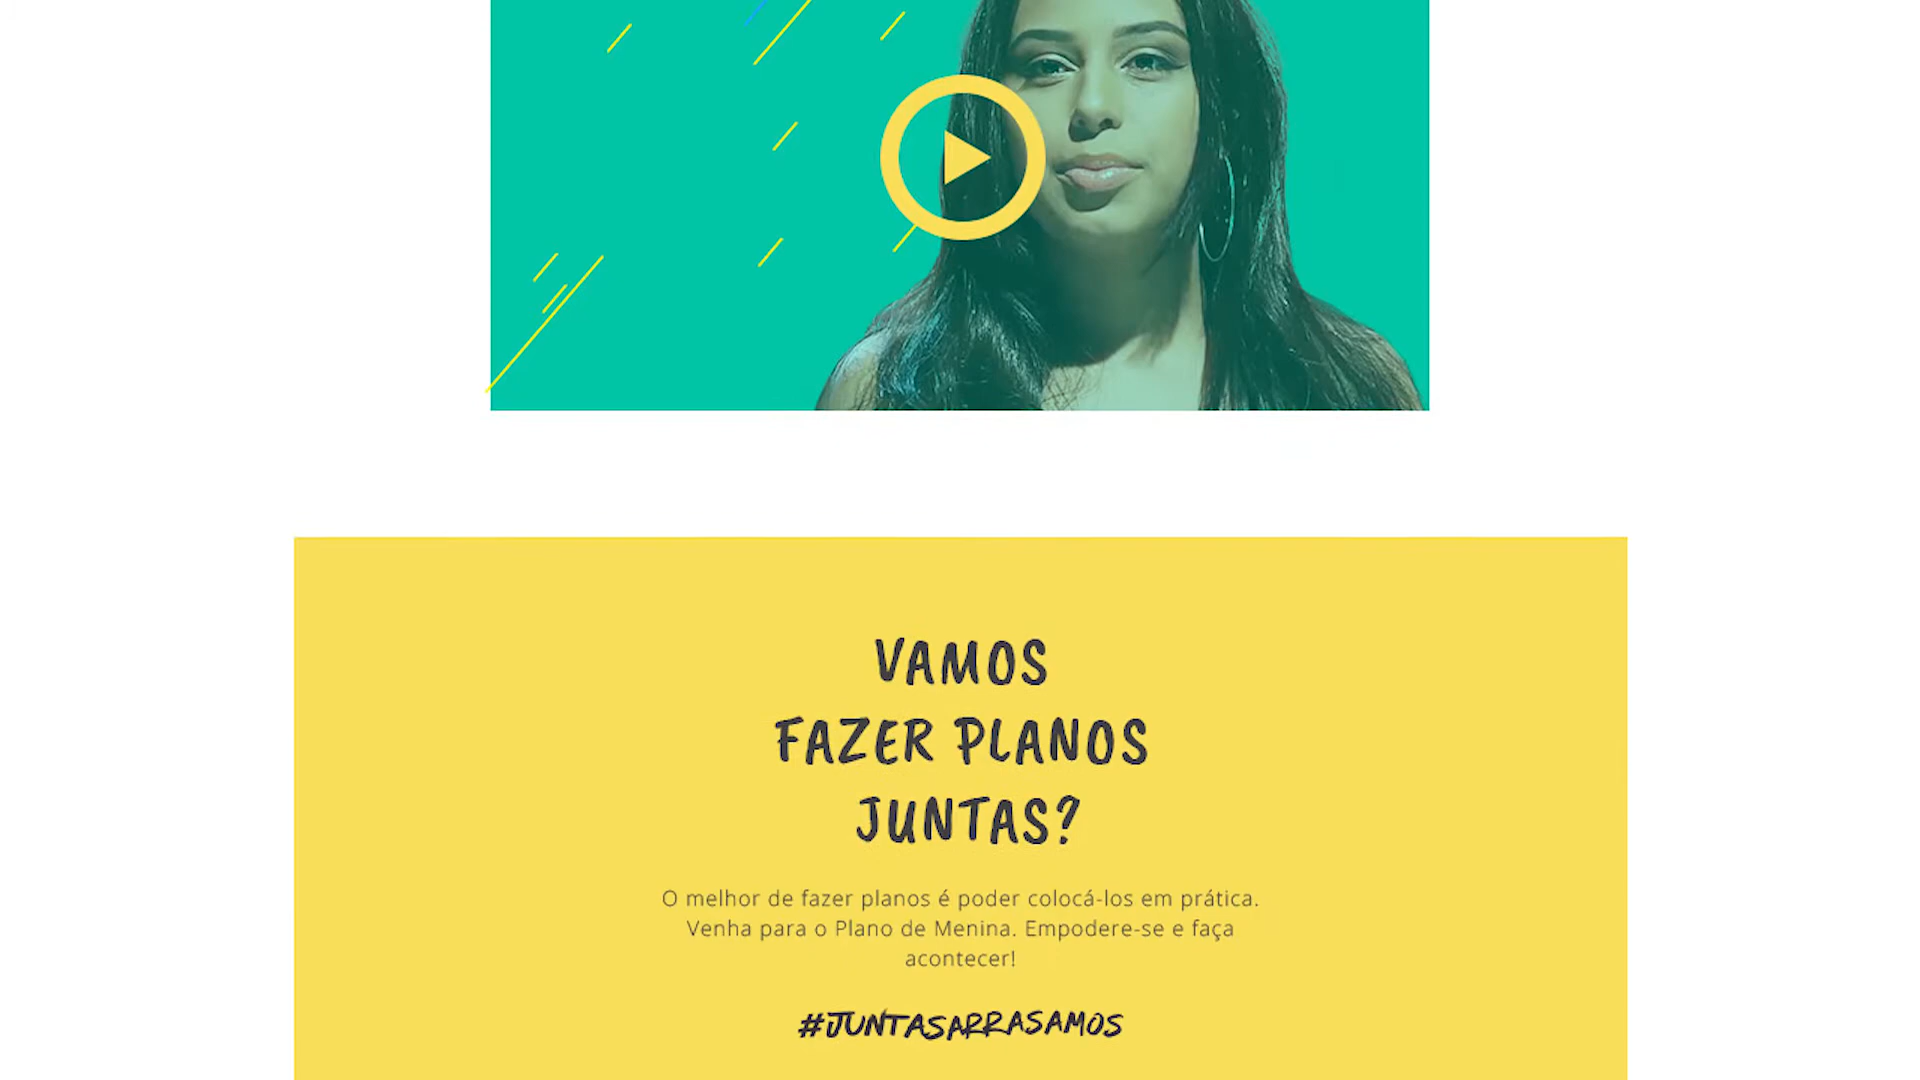 VAMOS
FAZER PLANOS
JUNTAS?
O melhor de fazer planos é poder colocá-los em prática.
Venha para o Plano de Menina. Empodere-se e faça
acontecer!
#JUNTASARRASAMOS